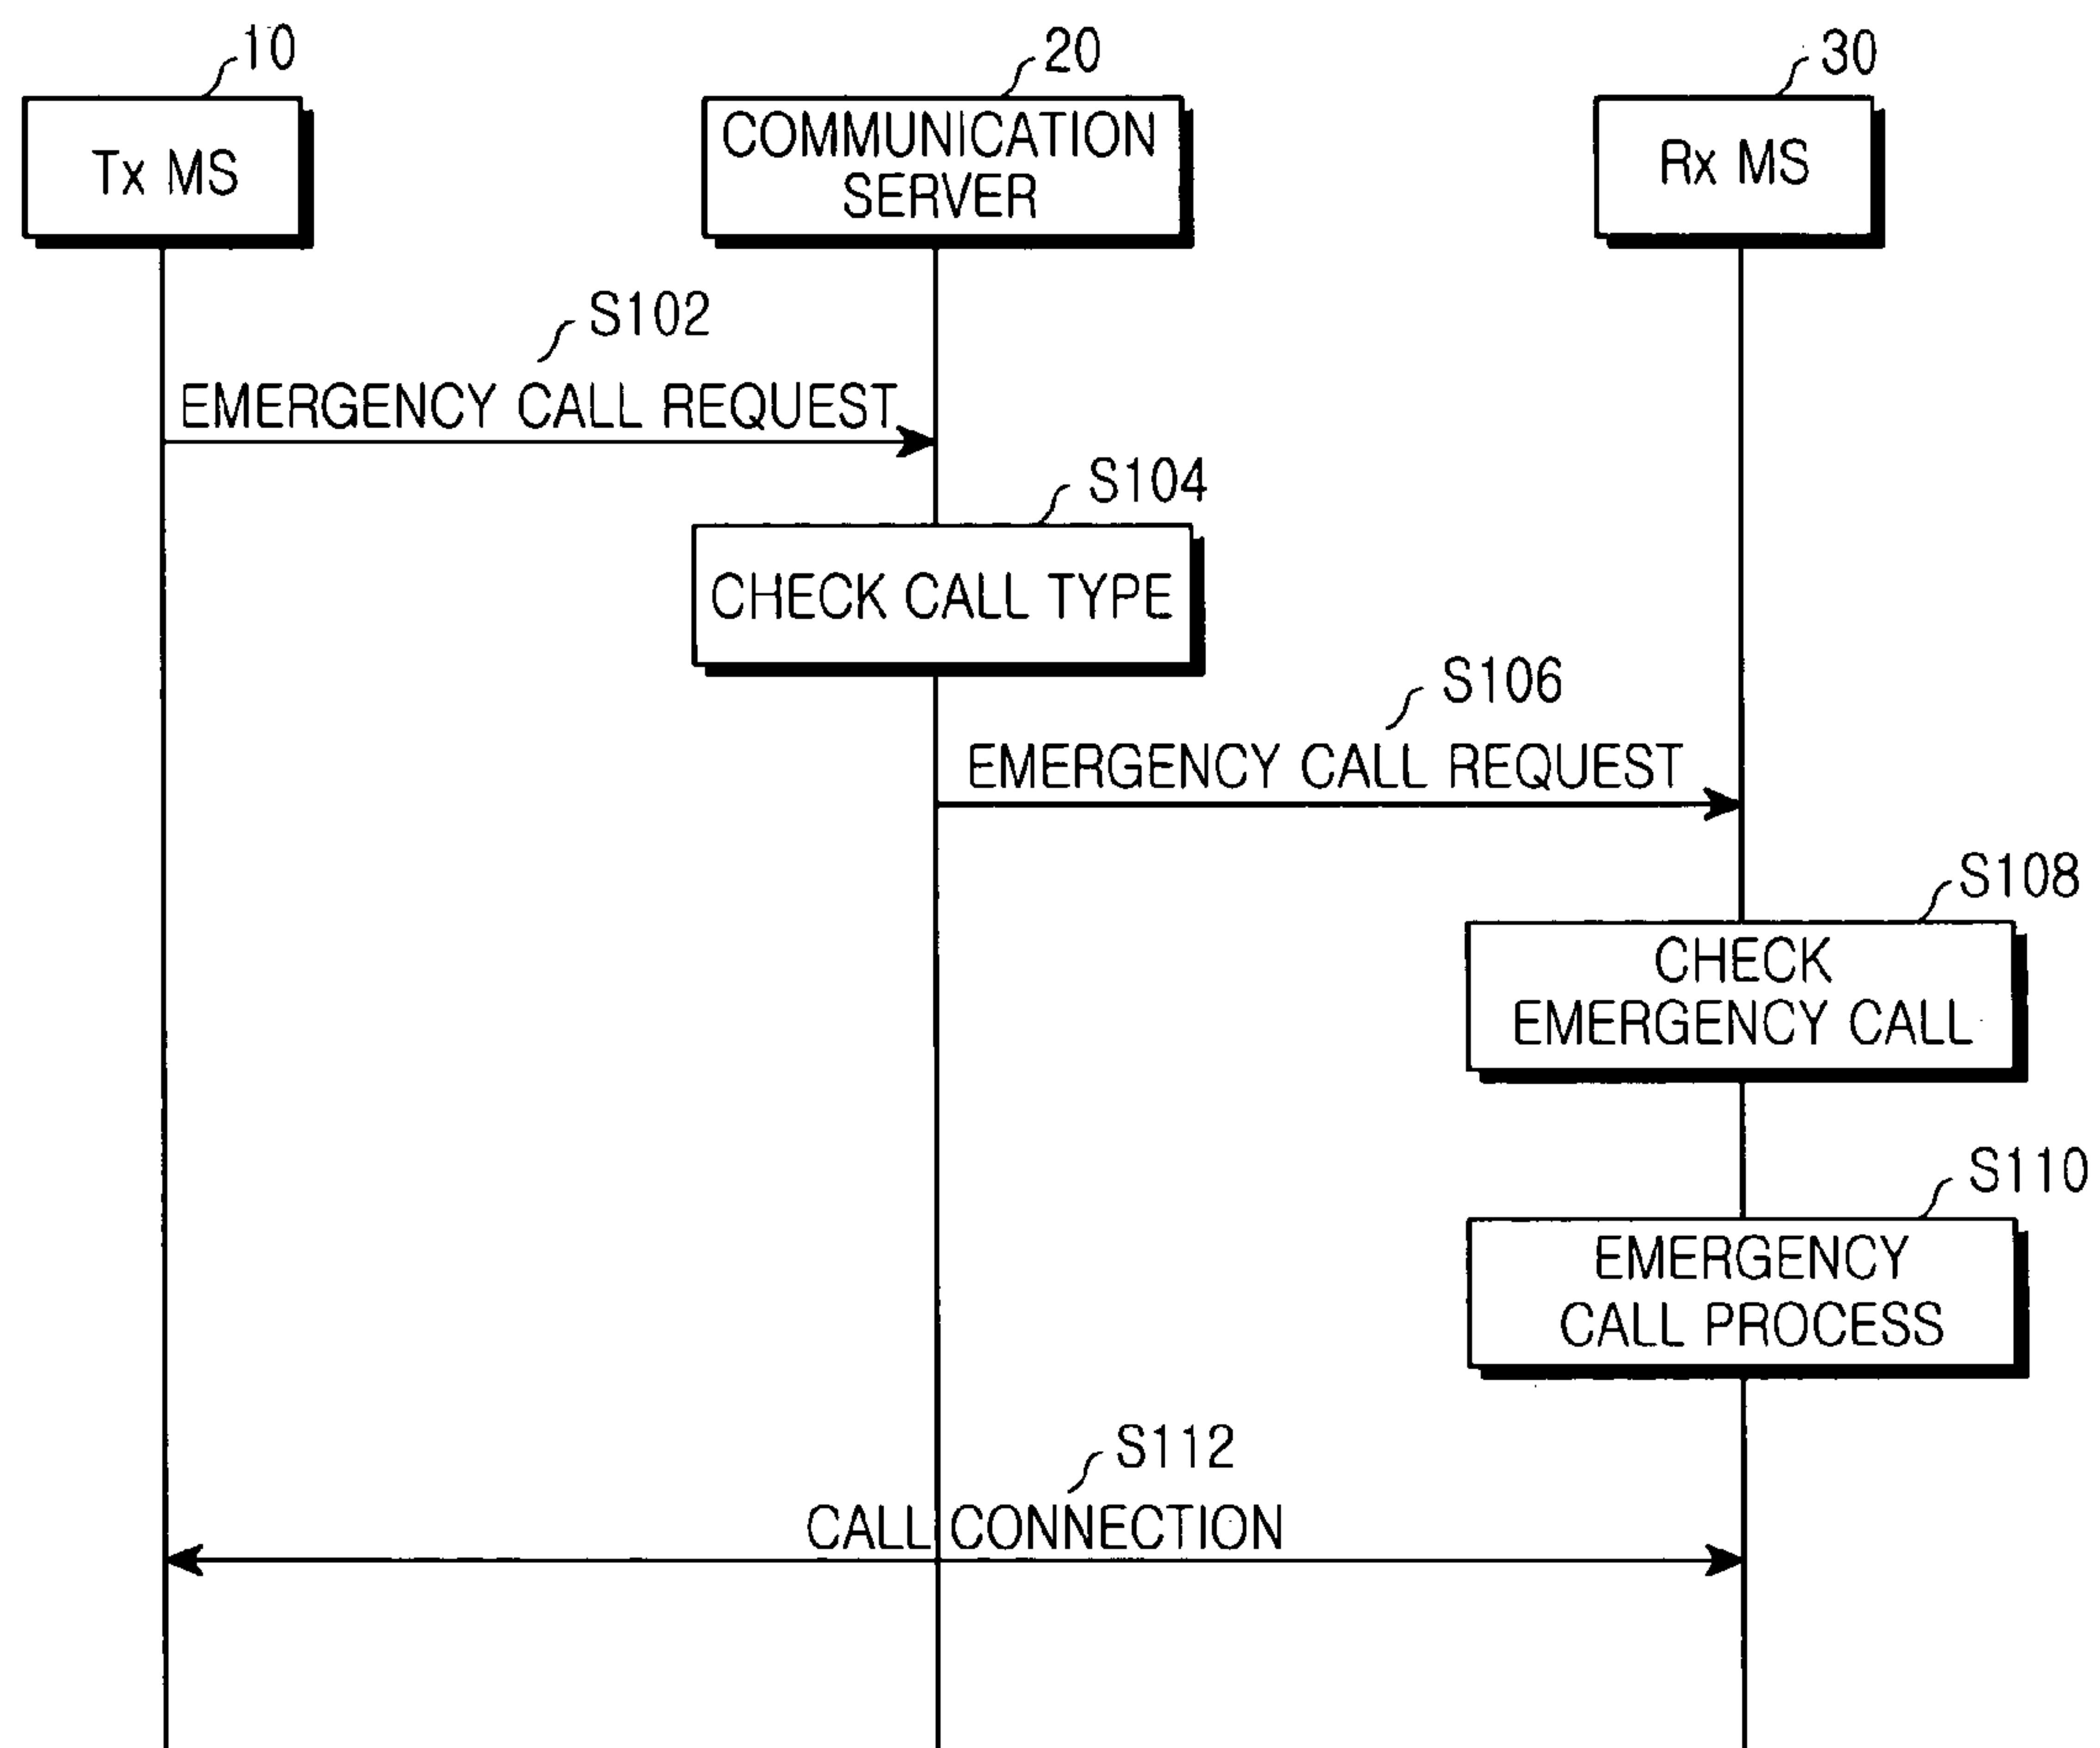 10
20
30
Tx MS
COMMUNICATION
SERVER
Rx MS
S102
EMERGENCY CALL REQUEST
S104
CHECK CALL TYPE
S106
EMERGENCY CALL REQUEST
S108
CHECK
EMERGENCY CALL
S110
EMERGENCY
CALL PROCESS
S112
CALL CONNECTION